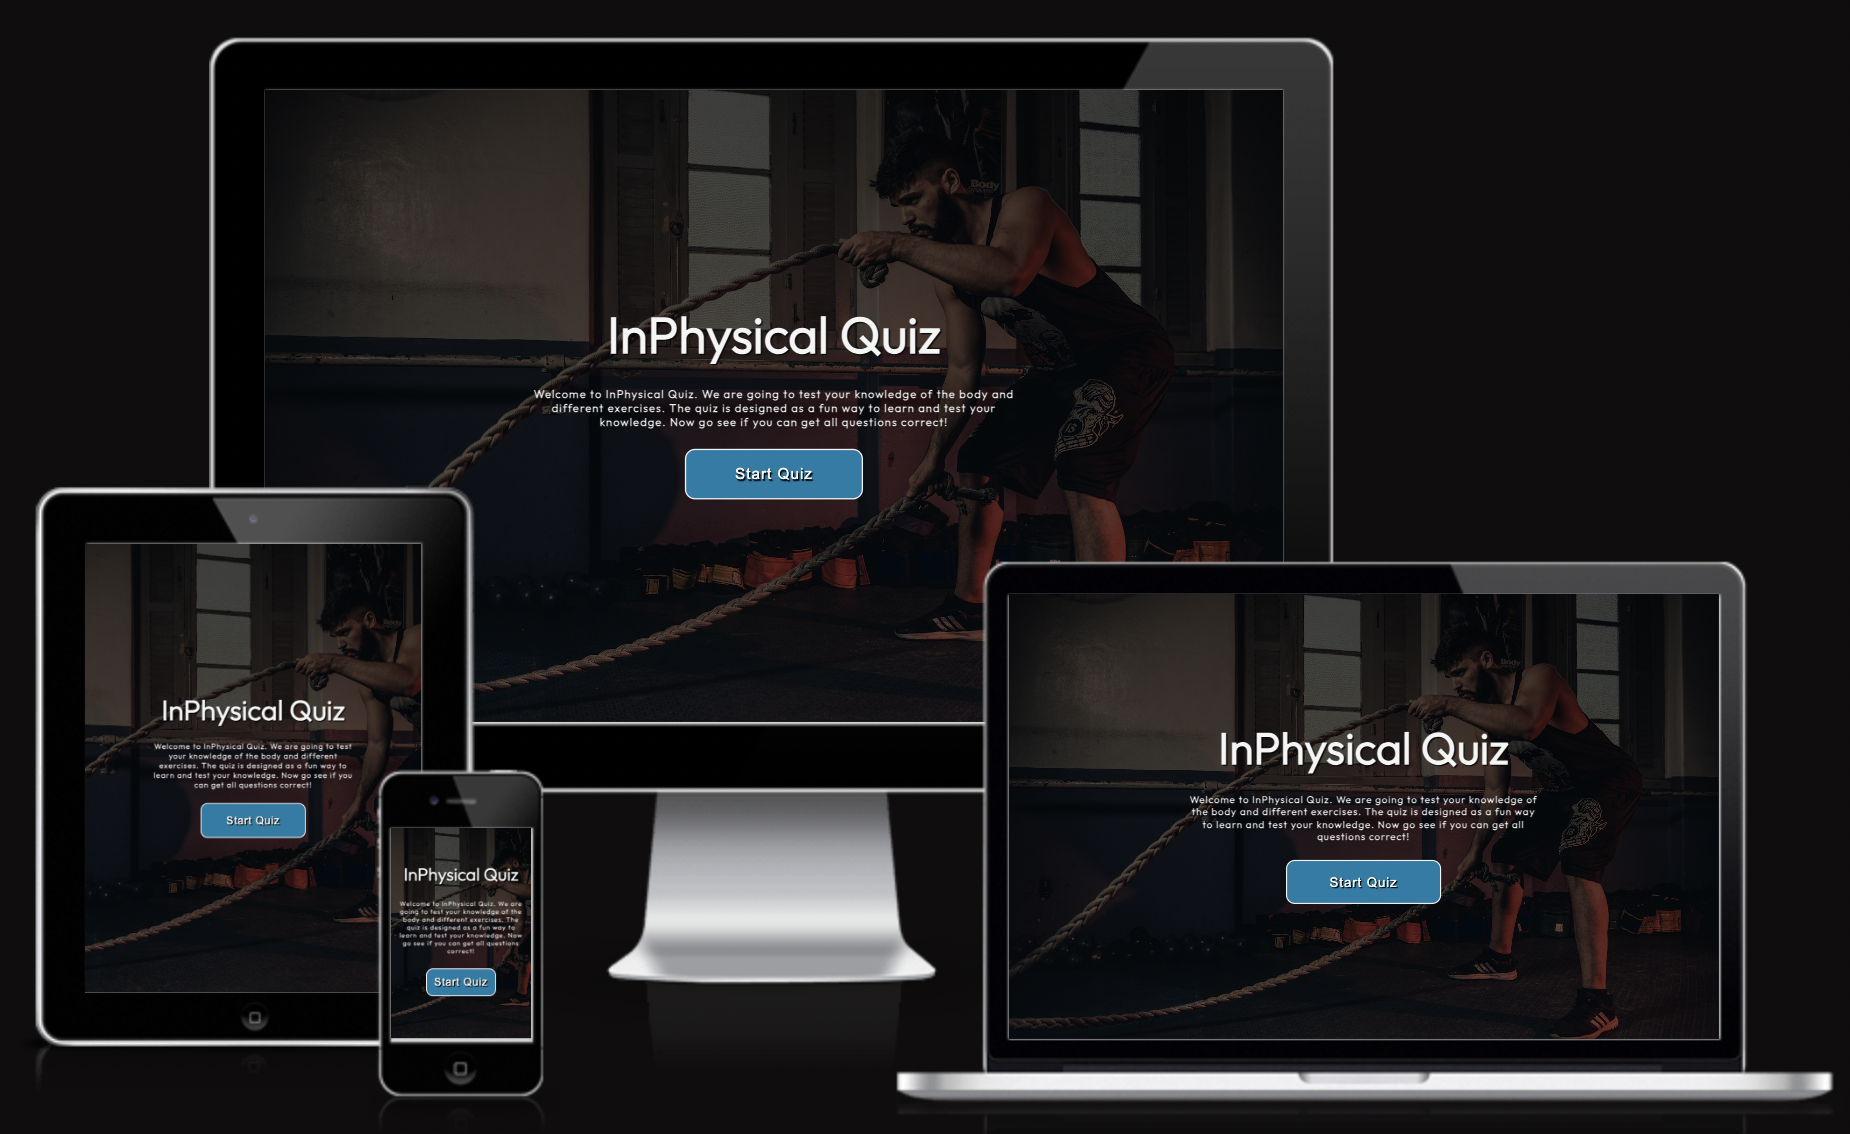 Body
InPhysical Quiz
Welcome to InPhysical Quiz. We are going to test your knowledge of the body and
different exercises. The quiz is designed as a fun way to learn and test your
knowledge. Now go see if you can get all questions correct!
Start Quiz
InPhysical Quiz
Welcome to InPhysical Quiz. We are going to test
your knowledge of the body and different
exercises. The quiz is designed as a fun way to
learn and test your knowledge. Now go see if you
can get all questions correct!
Start Quiz
InPhysical Quiz
Welcome to InPhysical Quiz. We are
going to test your knowledge of the
body and different exercises. The
quiz is designed as a fun way to
learn and test your knowledge. Now
go see if you can get all questions
correct!
Start Quiz
Body
InPhysical Quiz
Welcome to InPhysical Quiz. We are going to test your knowledge of
the body and different exercises. The quiz is designed as a fun way
to learn and test your knowledge. Now go see if you can get all
questions correct!
Start Quiz